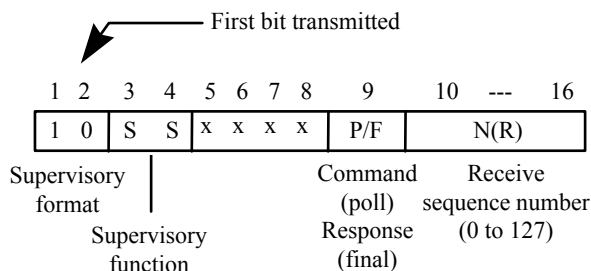 First bit transmitted
1 2 3 4 5 6 7 8 9 10 --- 16
1 0 S S x x x x P/F N(R)
Supervisory
format
Supervisory
function
Command
(poll)
Response
(final)
Receive
sequence number
(0 to 127)